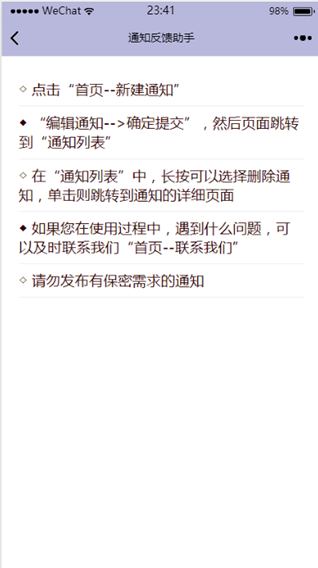 ●●●●● WeChat 23:41 98%
通知反馈助手
◇ 点击“首页--新建通知”
◆ “编辑通知-->确定提交”，然后页面跳转
到“通知列表”
◇ 在“通知列表”中，长按可以选择删除通
知，单击则跳转到通知的详细页面
◆ 如果您在使用过程中，遇到什么问题，可
以及时联系我们“首页--联系我们”
◇ 请勿发布有保密需求的通知